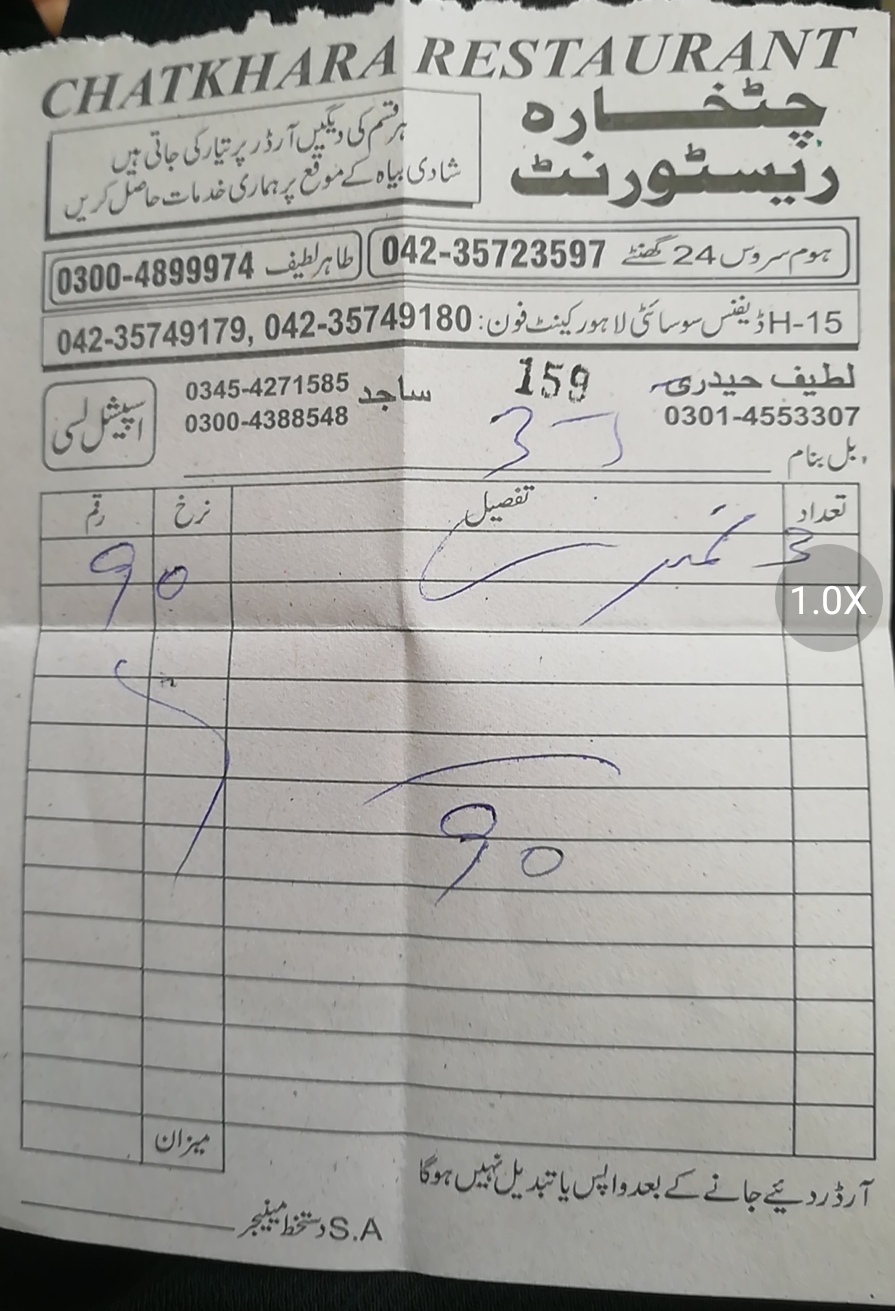 CHATKHARA RESTAURANT
چٹخارہ
ریسٹورنٹ
ہر قسم کی دیگیں آرڈر پر تیار کی جاتی ہیں
شادی بیاہ کے موقع پر ہماری خدمات حاصل کریں
ہوم سروس 24 گھنٹے 042-35723597
طاہر لطیف 0300-4899974
H-15 ڈیفنس سوسائٹی لاہور کینٹ فون: 042-35749179, 042-35749180
لطیف حیدری
0301-4553307
159
ساجد 0345-4271585
0300-4388548
اسپیشل لسی
بل بنام
3
تعداد تفصیل نرخ رقم
3 90
90
میزان
آرڈر دئیے جانے کے بعد واپس یا تبدیل نہیں ہوگا
S.A دستخط مینیجر
1.0X